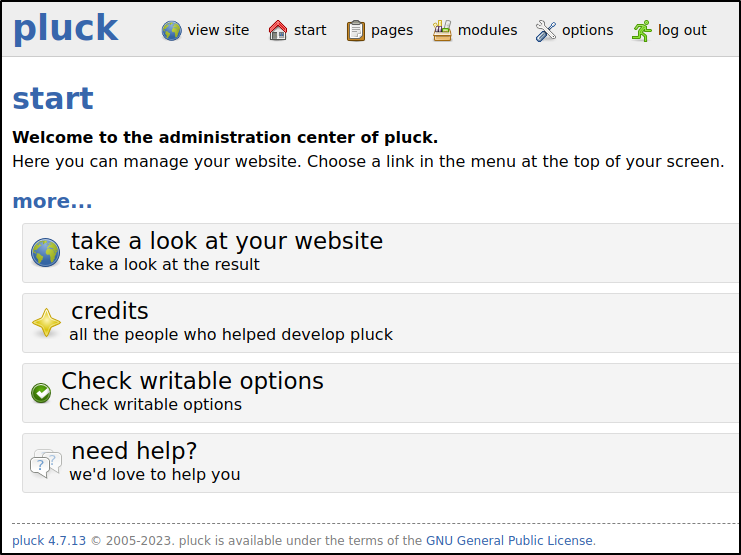 pluck view site start pages modules options log out
start
Welcome to the administration center of pluck.
Here you can manage your website. Choose a link in the menu at the top of your screen.
more...
take a look at your website
take a look at the result
credits
all the people who helped develop pluck
Check writable options
Check writable options
need help?
we'd love to help you
pluck 4.7.13 © 2005-2023. pluck is available under the terms of the GNU General Public License.